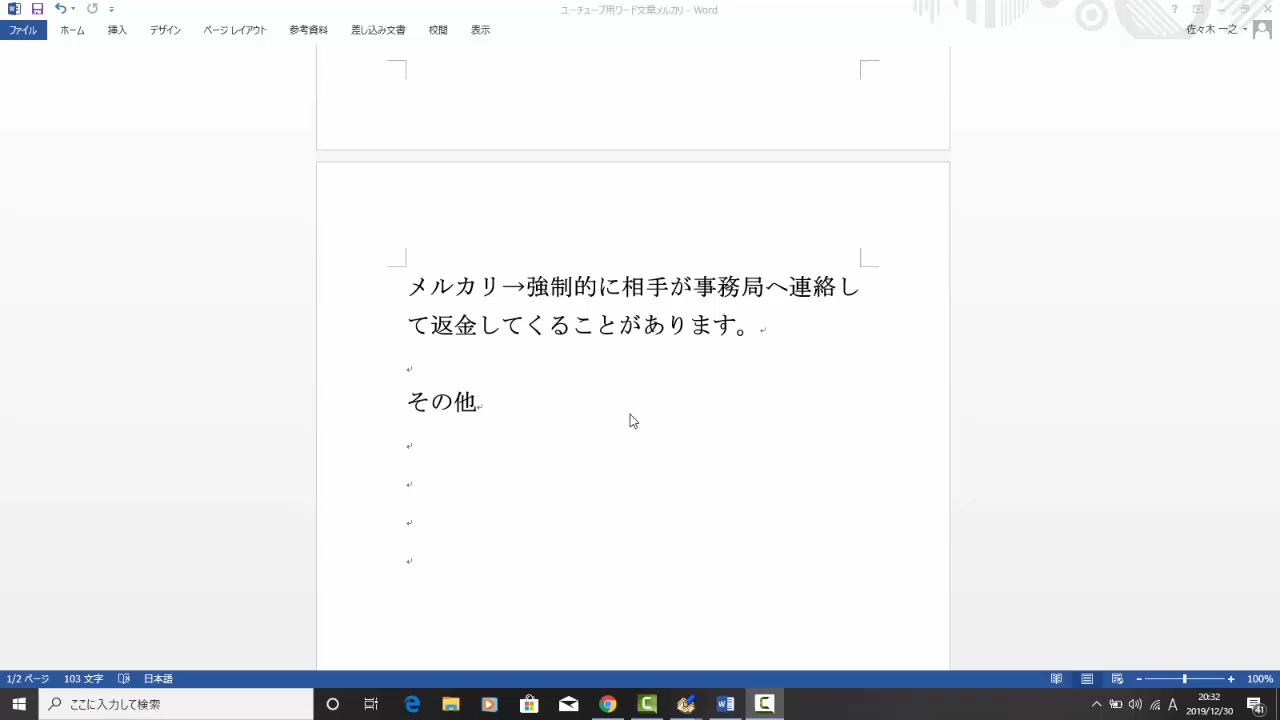 ユーチューブ用ワード文章メルカリ - Word
ファイル ホーム 挿入 デザイン ページ レイアウト 参考資料 差し込み文書 校閲 表示
佐々木 一之
メルカリ→強制的に相手が事務局へ連絡し
て返金してくることがあります。
その他
1/2 ページ 103 文字 日本語 100%
ここに入力して検索
A
20:32
2019/12/30
41